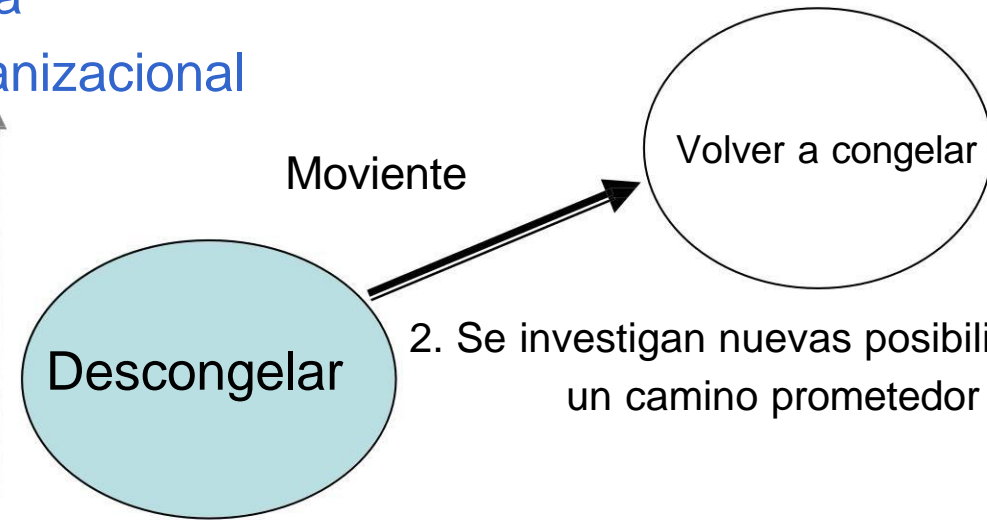 a
anizacional
Volver a congelar
Moviente
2. Se investigan nuevas posibili
Descongelar
un camino prometedor